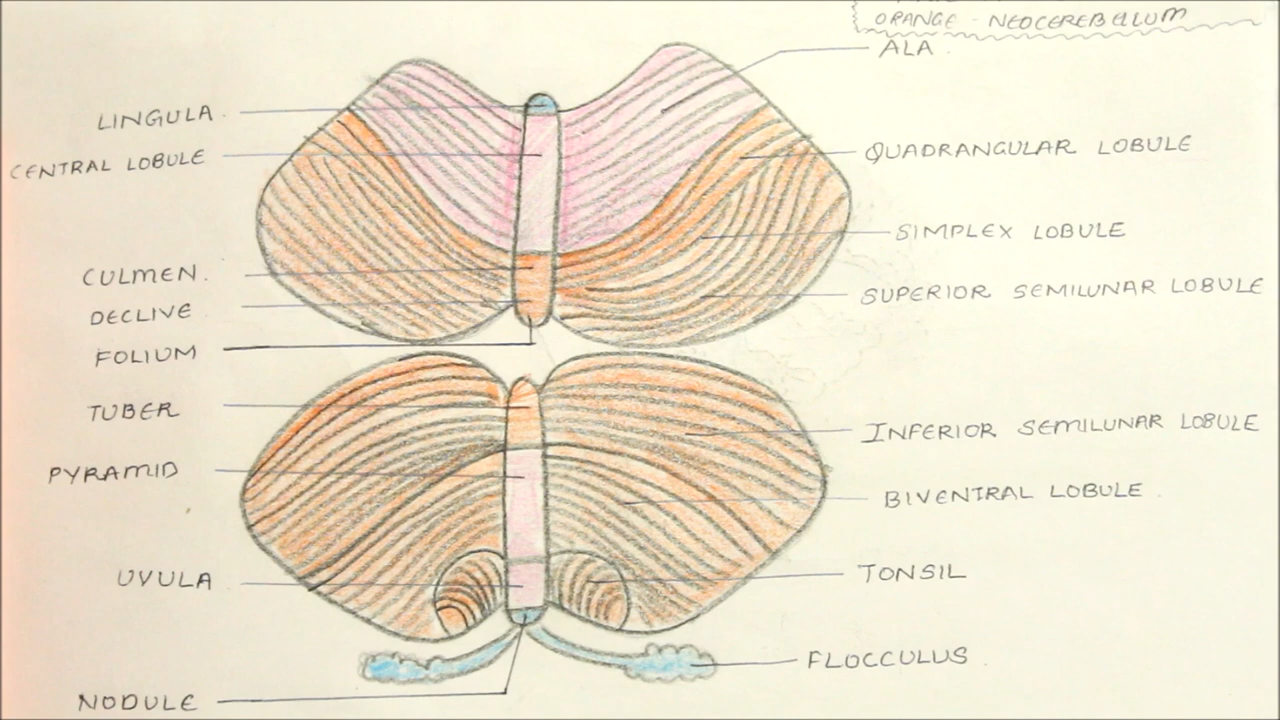 ORANGE - NEOCEREBELLUM
ALA
LINGULA
CENTRAL LOBULE
QUADRANGULAR LOBULE
SIMPLEX LOBULE
CULMEN.
SUPERIOR SEMILUNAR LOBULE
DECLIVE
FOLIUM
TUBER
INFERIOR SEMILUNAR LOBULE
PYRAMID
BIVENTRAL LOBULE
UVULA
TONSIL
FLOCCULUS
NODULE